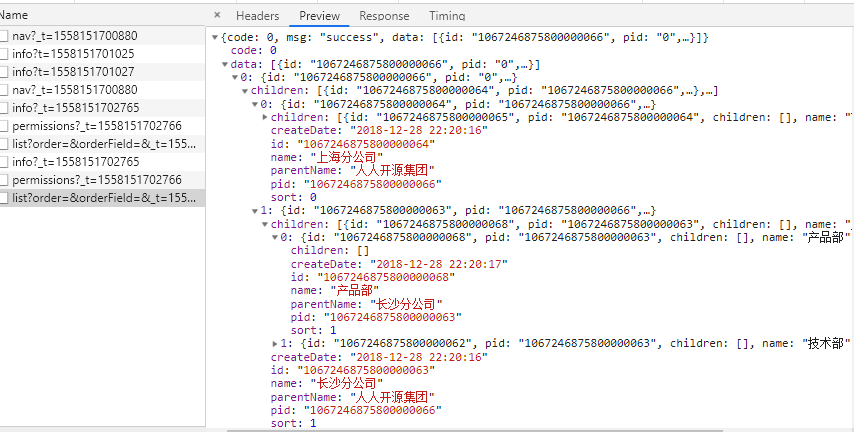 Name
× Headers Preview Response Timing
nav?_t=1558151700880
info?t=1558151701025
info?t=1558151701027
nav?_t=1558151700880
info?_t=1558151702765
permissions?_t=1558151702766
list?order=&orderField=&_t=155...
info?_t=1558151702765
permissions?_t=1558151702766
list?order=&orderField=&_t=155...
{code: 0, msg: "success", data: [{id: "1067246875800000066", pid: "0",…}]}
code: 0
data: [{id: "1067246875800000066", pid: "0",…}]
0: {id: "1067246875800000066", pid: "0",…}
children: [{id: "1067246875800000064", pid: "1067246875800000066",…},…]
0: {id: "1067246875800000064", pid: "1067246875800000066",…}
children: [{id: "1067246875800000065", pid: "1067246875800000064", children: [], name: "
createDate: "2018-12-28 22:20:16"
id: "1067246875800000064"
name: "上海分公司"
parentName: "人人开源集团"
pid: "1067246875800000066"
sort: 0
1: {id: "1067246875800000063", pid: "1067246875800000066",…}
children: [{id: "1067246875800000068", pid: "1067246875800000063", children: [], name: "
0: {id: "1067246875800000068", pid: "1067246875800000063", children: [], name: "产品部"
children: []
createDate: "2018-12-28 22:20:17"
id: "1067246875800000068"
name: "产品部"
parentName: "长沙分公司"
pid: "1067246875800000063"
sort: 1
1: {id: "1067246875800000062", pid: "1067246875800000063", children: [], name: "技术部"
createDate: "2018-12-28 22:20:16"
id: "1067246875800000063"
name: "长沙分公司"
parentName: "人人开源集团"
pid: "1067246875800000066"
sort: 1